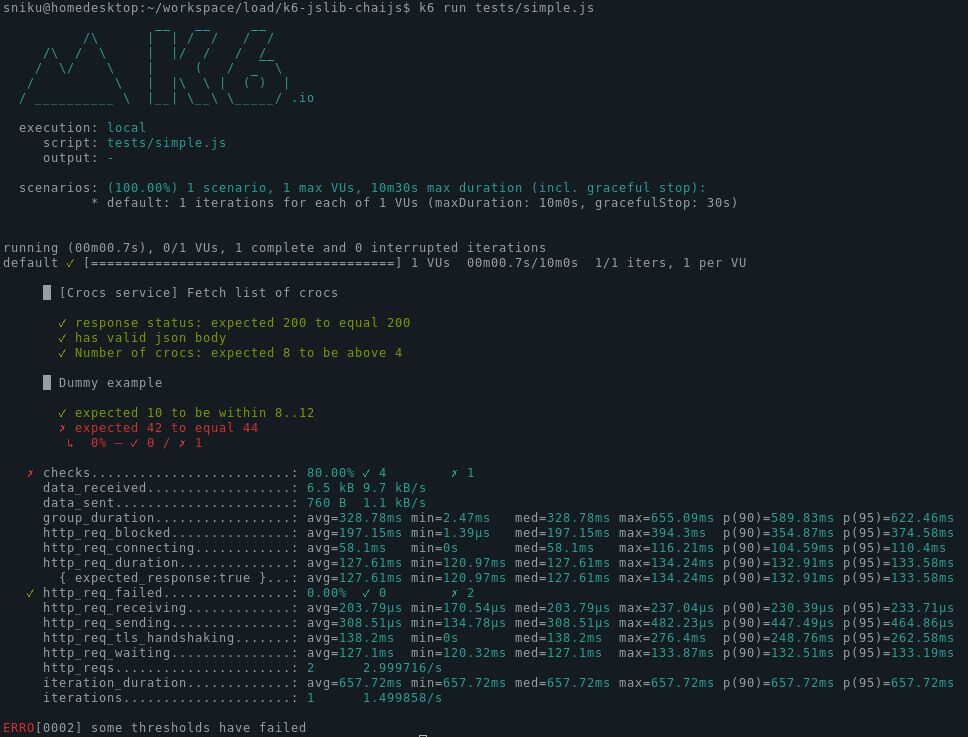 sniku@homedesktop:~/workspace/load/k6-jslib-chaijs$ k6 run tests/simple.js
          /\      |‾‾| /‾‾/   /‾‾/
     /\  /  \     |  |/  /   /  /
    /  \/    \    |     (   /   ‾‾\
   /          \   |  |\  \ |  (‾)  |
  / __________ \  |__| \__\ \_____/ .io
  execution: local
     script: tests/simple.js
     output: -
  scenarios: (100.00%) 1 scenario, 1 max VUs, 10m30s max duration (incl. graceful stop):
           * default: 1 iterations for each of 1 VUs (maxDuration: 10m0s, gracefulStop: 30s)
running (00m00.7s), 0/1 VUs, 1 complete and 0 interrupted iterations
default ✓ [======================================] 1 VUs  00m00.7s/10m0s  1/1 iters, 1 per VU
     █ [Crocs service] Fetch list of crocs
       ✓ response status: expected 200 to equal 200
       ✓ has valid json body
       ✓ Number of crocs: expected 8 to be above 4
     █ Dummy example
       ✓ expected 10 to be within 8..12
       ✗ expected 42 to equal 44
        ↳  0% — ✓ 0 / ✗ 1
   ✗ checks.........................: 80.00% ✓ 4        ✗ 1
     data_received..................: 6.5 kB 9.7 kB/s
     data_sent......................: 760 B  1.1 kB/s
     group_duration.................: avg=328.78ms min=2.47ms   med=328.78ms max=655.09ms p(90)=589.83ms p(95)=622.46ms
     http_req_blocked...............: avg=197.15ms min=1.39µs   med=197.15ms max=394.3ms  p(90)=354.87ms p(95)=374.58ms
     http_req_connecting............: avg=58.1ms   min=0s       med=58.1ms   max=116.21ms p(90)=104.59ms p(95)=110.4ms
     http_req_duration..............: avg=127.61ms min=120.97ms med=127.61ms max=134.24ms p(90)=132.91ms p(95)=133.58ms
       { expected_response:true }...: avg=127.61ms min=120.97ms med=127.61ms max=134.24ms p(90)=132.91ms p(95)=133.58ms
   ✓ http_req_failed................: 0.00%  ✓ 0        ✗ 2
     http_req_receiving.............: avg=203.79µs min=170.54µs med=203.79µs max=237.04µs p(90)=230.39µs p(95)=233.71µs
     http_req_sending...............: avg=308.51µs min=134.78µs med=308.51µs max=482.23µs p(90)=447.49µs p(95)=464.86µs
     http_req_tls_handshaking.......: avg=138.2ms  min=0s       med=138.2ms  max=276.4ms  p(90)=248.76ms p(95)=262.58ms
     http_req_waiting...............: avg=127.1ms  min=120.32ms med=127.1ms  max=133.87ms p(90)=132.51ms p(95)=133.19ms
     http_reqs......................: 2      2.999716/s
     iteration_duration.............: avg=657.72ms min=657.72ms med=657.72ms max=657.72ms p(90)=657.72ms p(95)=657.72ms
     iterations.....................: 1      1.499858/s
ERRO[0002] some thresholds have failed